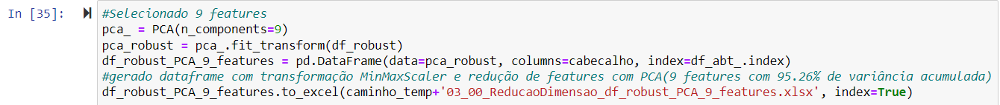 In [35]: #Selecionado 9 features
pca_ = PCA(n_components=9)
pca_robust = pca_.fit_transform(df_robust)
df_robust_PCA_9_features = pd.DataFrame(data=pca_robust, columns=cabecalho, index=df_abt_.index)
#gerado dataframe com transformação MinMaxScaler e redução de features com PCA(9 features com 95.26% de variância acumulada)
df_robust_PCA_9_features.to_excel(caminho_temp+'03_00_ReducaoDimensao_df_robust_PCA_9_features.xlsx', index=True)